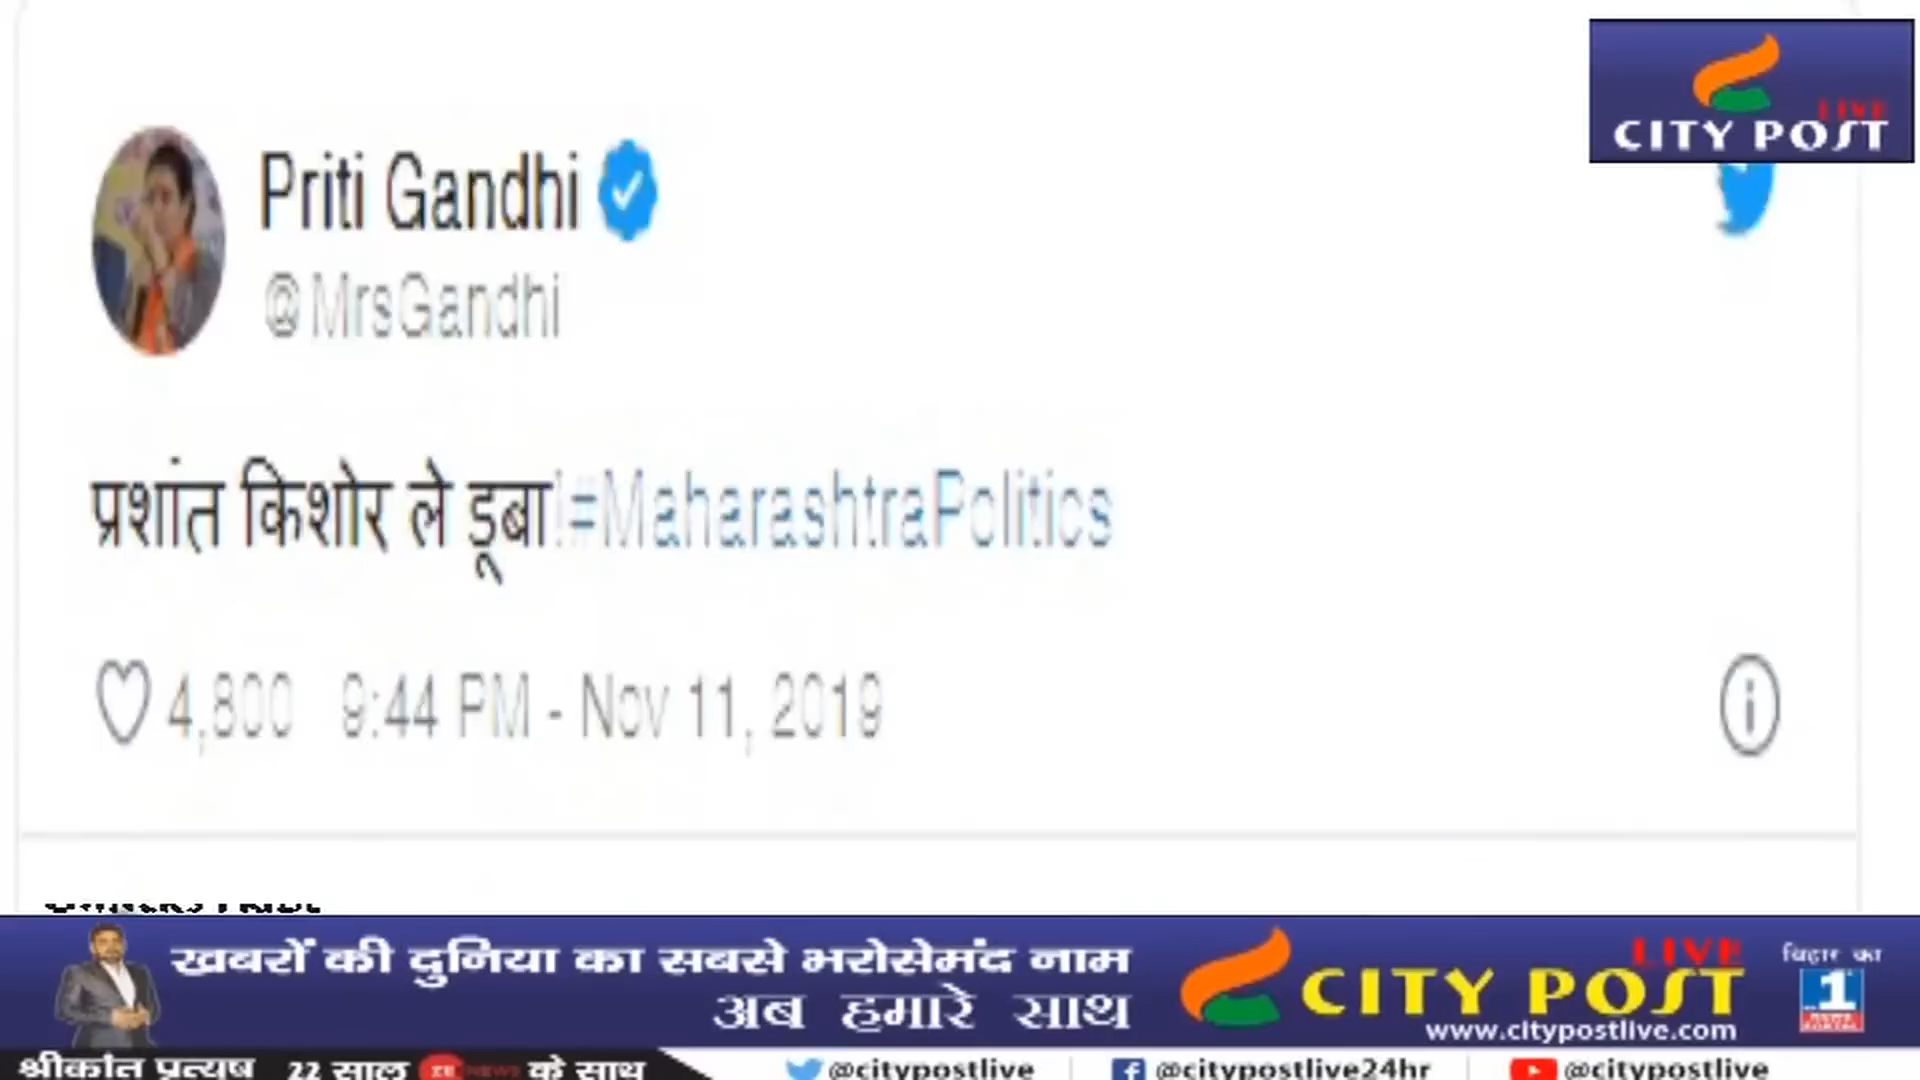 LIVE
CITY POST
Priti Gandhi
@MrsGandhi
प्रशांत किशोर ले डूबा!#MaharashtraPolitics
4,800 9:44 PM - Nov 11, 2019
खबरों की दुनिया का सबसे भरोसेमंद नाम
अब हमारे साथ
LIVE
CITY POST
www.citypostlive.com
बिहार का
1
श्रीकांत प्रत्यूष 22 साल NEWS के साथ
@citypostlive
@citypostlive24hr
@citypostlive